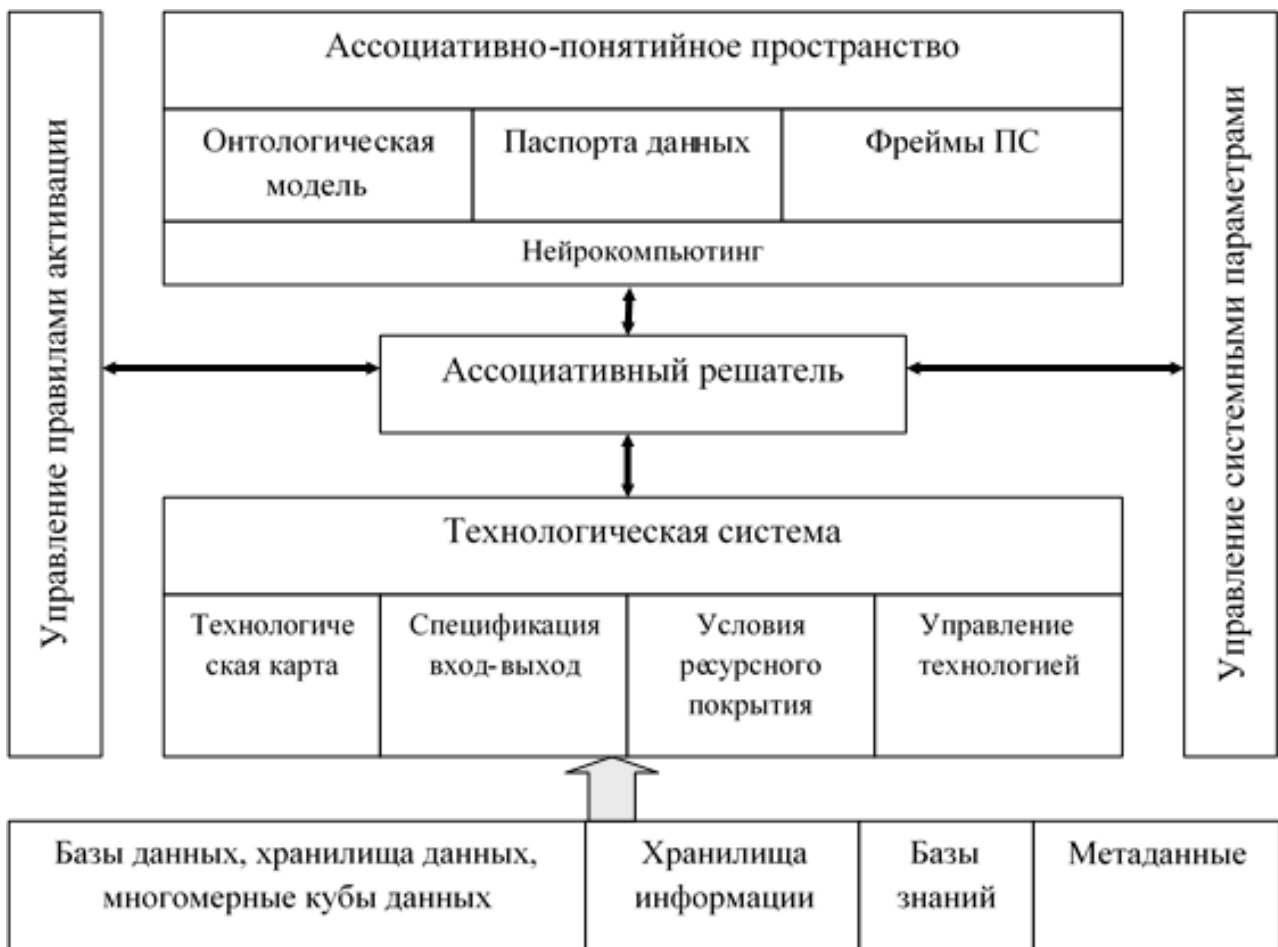 Управление правилами активации
Ассоциативно-понятийное пространство
Онтологическая
модель
Паспорта данных
Фреймы ПС
Нейрокомпьютинг
Ассоциативный решатель
Управление системными параметрами
Технологическая система
Технологиче
ская карта
Спецификация
вход-выход
Условия
ресурсного
покрытия
Управление
технологией
Базы данных, хранилища данных,
многомерные кубы данных
Хранилища
информации
Базы
знаний
Метаданные